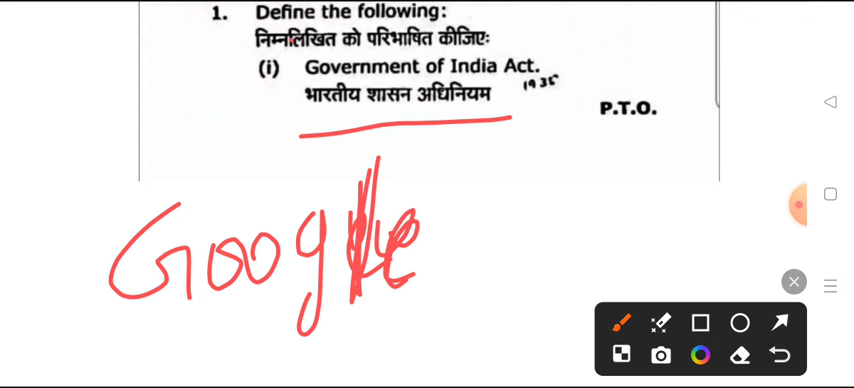 1. Define the following:
निम्नलिखित को परिभाषित कीजिएः
(i) Government of India Act.
1935
भारतीय शासन अधिनियम
P.T.O.
Google